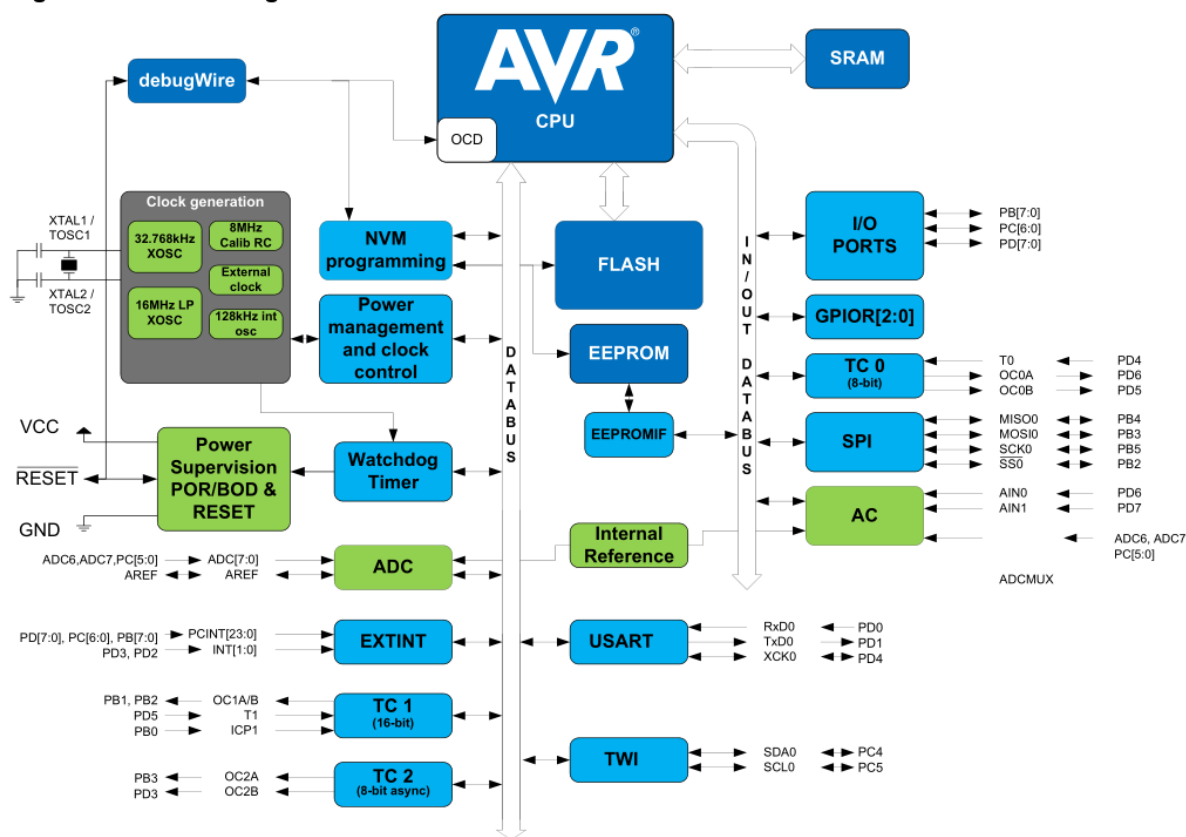 AVR®
CPU
OCD
SRAM
debugWire
Clock generation
XTAL1 /
TOSC1
32.768kHz
XOSC
8MHz
Calib RC
External
clock
XTAL2 /
TOSC2
16MHz LP
XOSC
128kHz int
osc
NVM
programming
FLASH
I/O
PORTS
PB[7:0]
PC[6:0]
PD[7:0]
Power
management
and clock
control
EEPROM
GPIOR[2:0]
TC 0
(8-bit)
T0
PD4
OC0A
PD6
OC0B
PD5
DATABUS
IN/OUT DATABUS
EEPROMIF
SPI
MISO0
PB4
MOSI0
PB3
SCK0
PB5
SS0
PB2
VCC
RESET
GND
Power
Supervision
POR/BOD &
RESET
Watchdog
Timer
AC
AIN0
PD6
AIN1
PD7
ADC6, ADC7
PC[5:0]
ADCMUX
Internal
Reference
ADC6,ADC7,PC[5:0]
ADC[7:0]
AREF
AREF
ADC
PD[7:0], PC[6:0], PB[7:0]
PCINT[23:0]
PD3, PD2
INT[1:0]
EXTINT
USART
RxD0
PD0
TxD0
PD1
XCK0
PD4
PB1, PB2
OC1A/B
PD5
T1
PB0
ICP1
TC 1
(16-bit)
TWI
SDA0
PC4
SCL0
PC5
PB3
OC2A
PD3
OC2B
TC 2
(8-bit async)